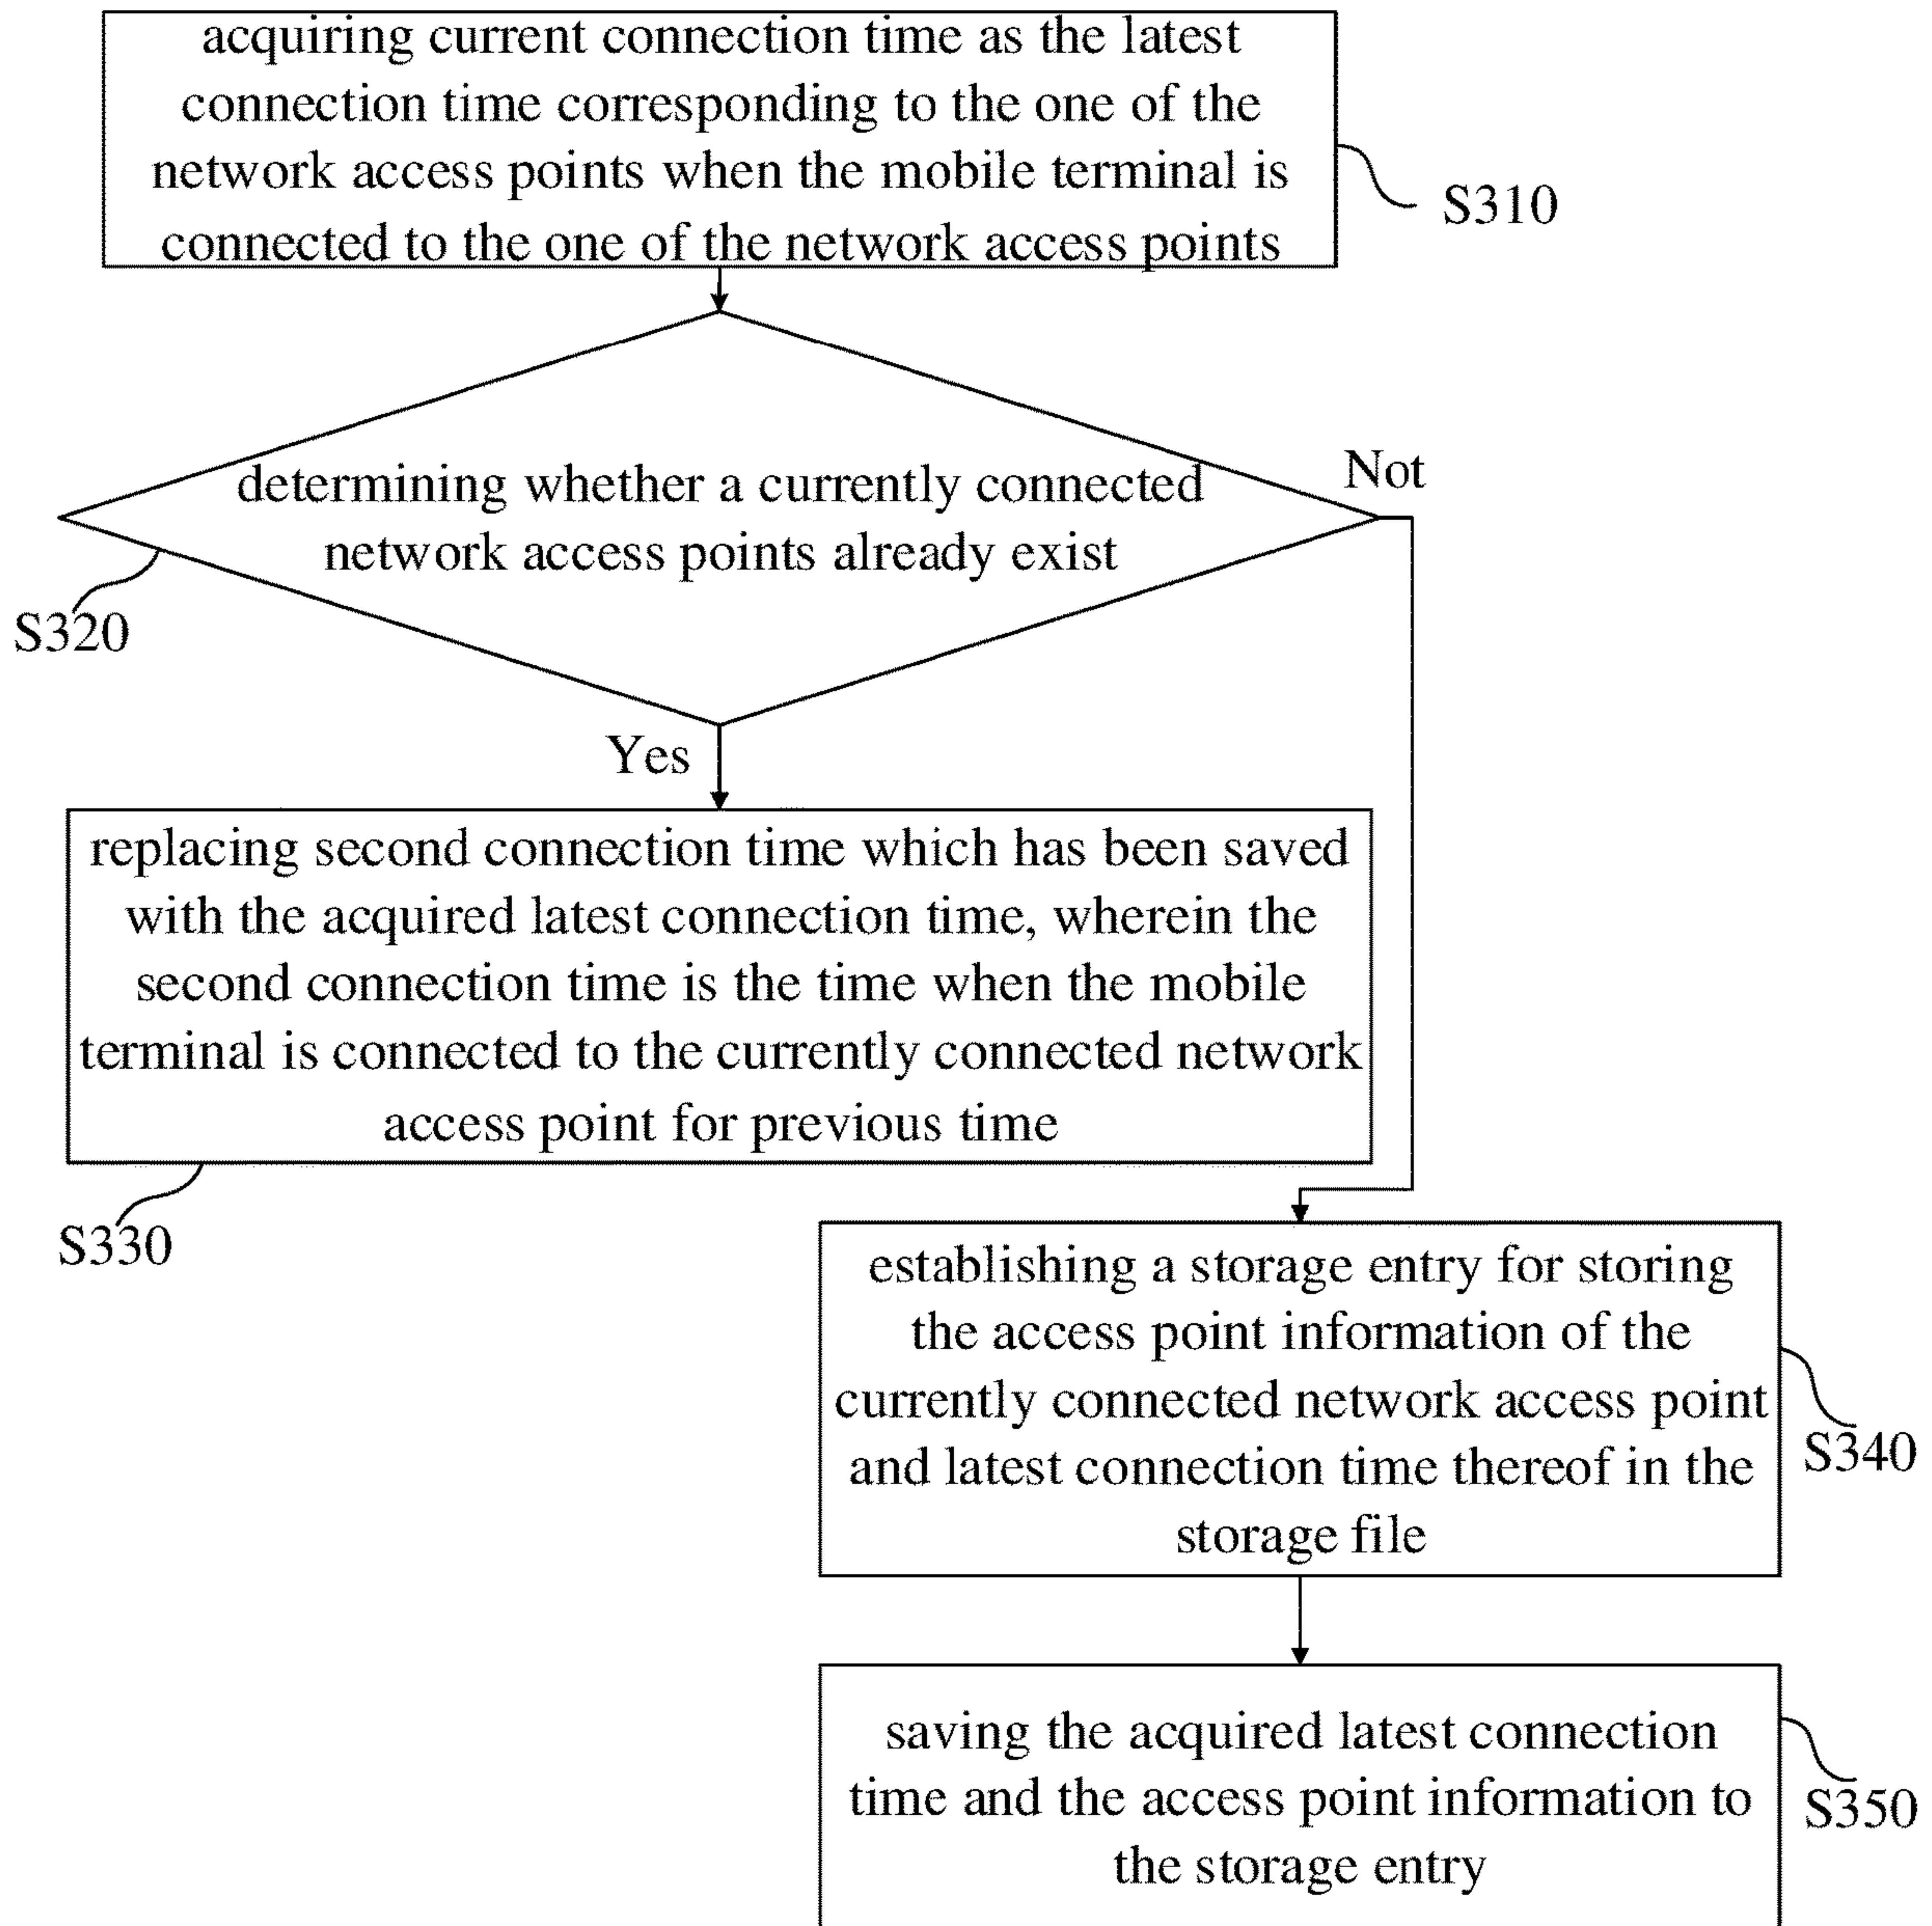 acquiring current connection time as the latest
connection time corresponding to the one of the
network access points when the mobile terminal is
connected to the one of the network access points
S310
determining whether a currently connected
network access points already exist
Not
S320
Yes
replacing second connection time which has been saved
with the acquired latest connection time, wherein the
second connection time is the time when the mobile
terminal is connected to the currently connected network
access point for previous time
S330
establishing a storage entry for storing
the access point information of the
currently connected network access point
and latest connection time thereof in the
storage file
S340
saving the acquired latest connection
time and the access point information to
the storage entry
S350